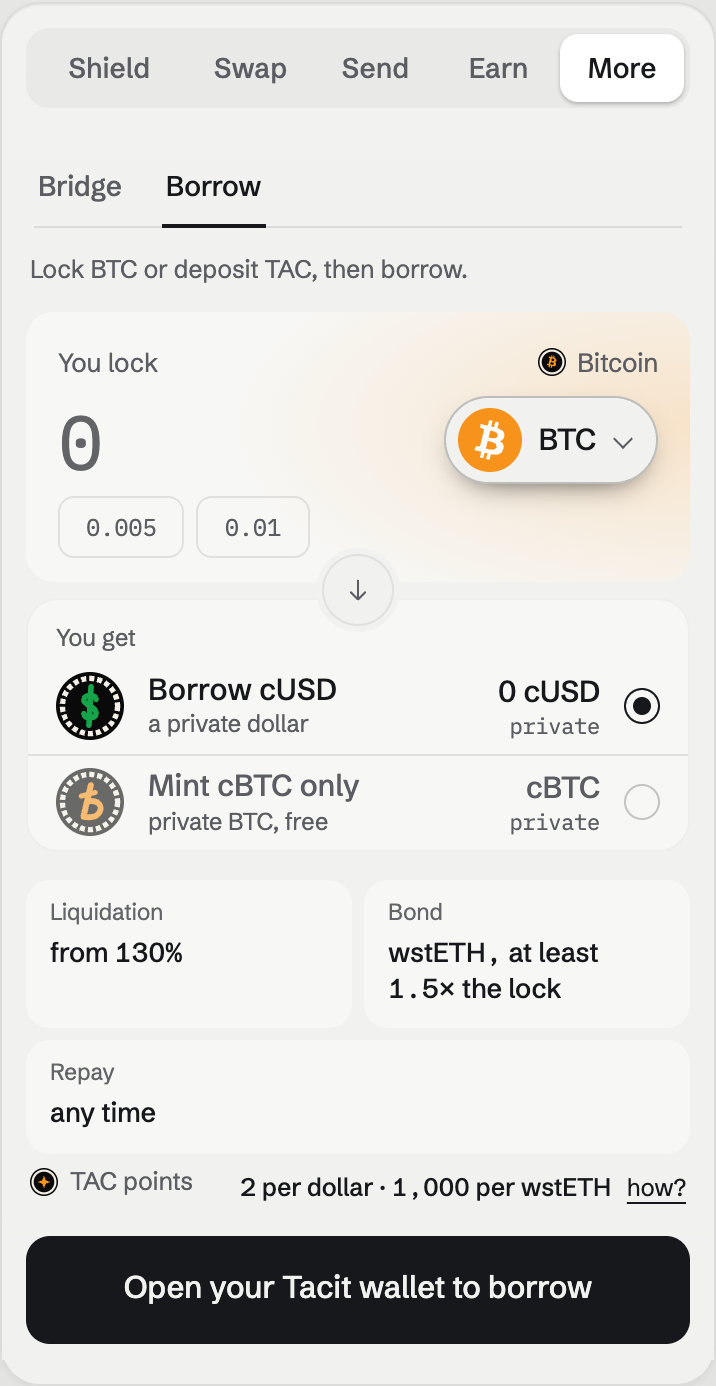 Shield Swap Send Earn More
Bridge Borrow
Lock BTC or deposit TAC, then borrow.
You lock Bitcoin
0 BTC
0.005 0.01
You get
Borrow cUSD 0 cUSD
a private dollar private
Mint cBTC only cBTC
private BTC, free private
Liquidation
from 130%
Bond
wstETH, at least
1.5× the lock
Repay
any time
TAC points 2 per dollar · 1,000 per wstETH how?
Open your Tacit wallet to borrow